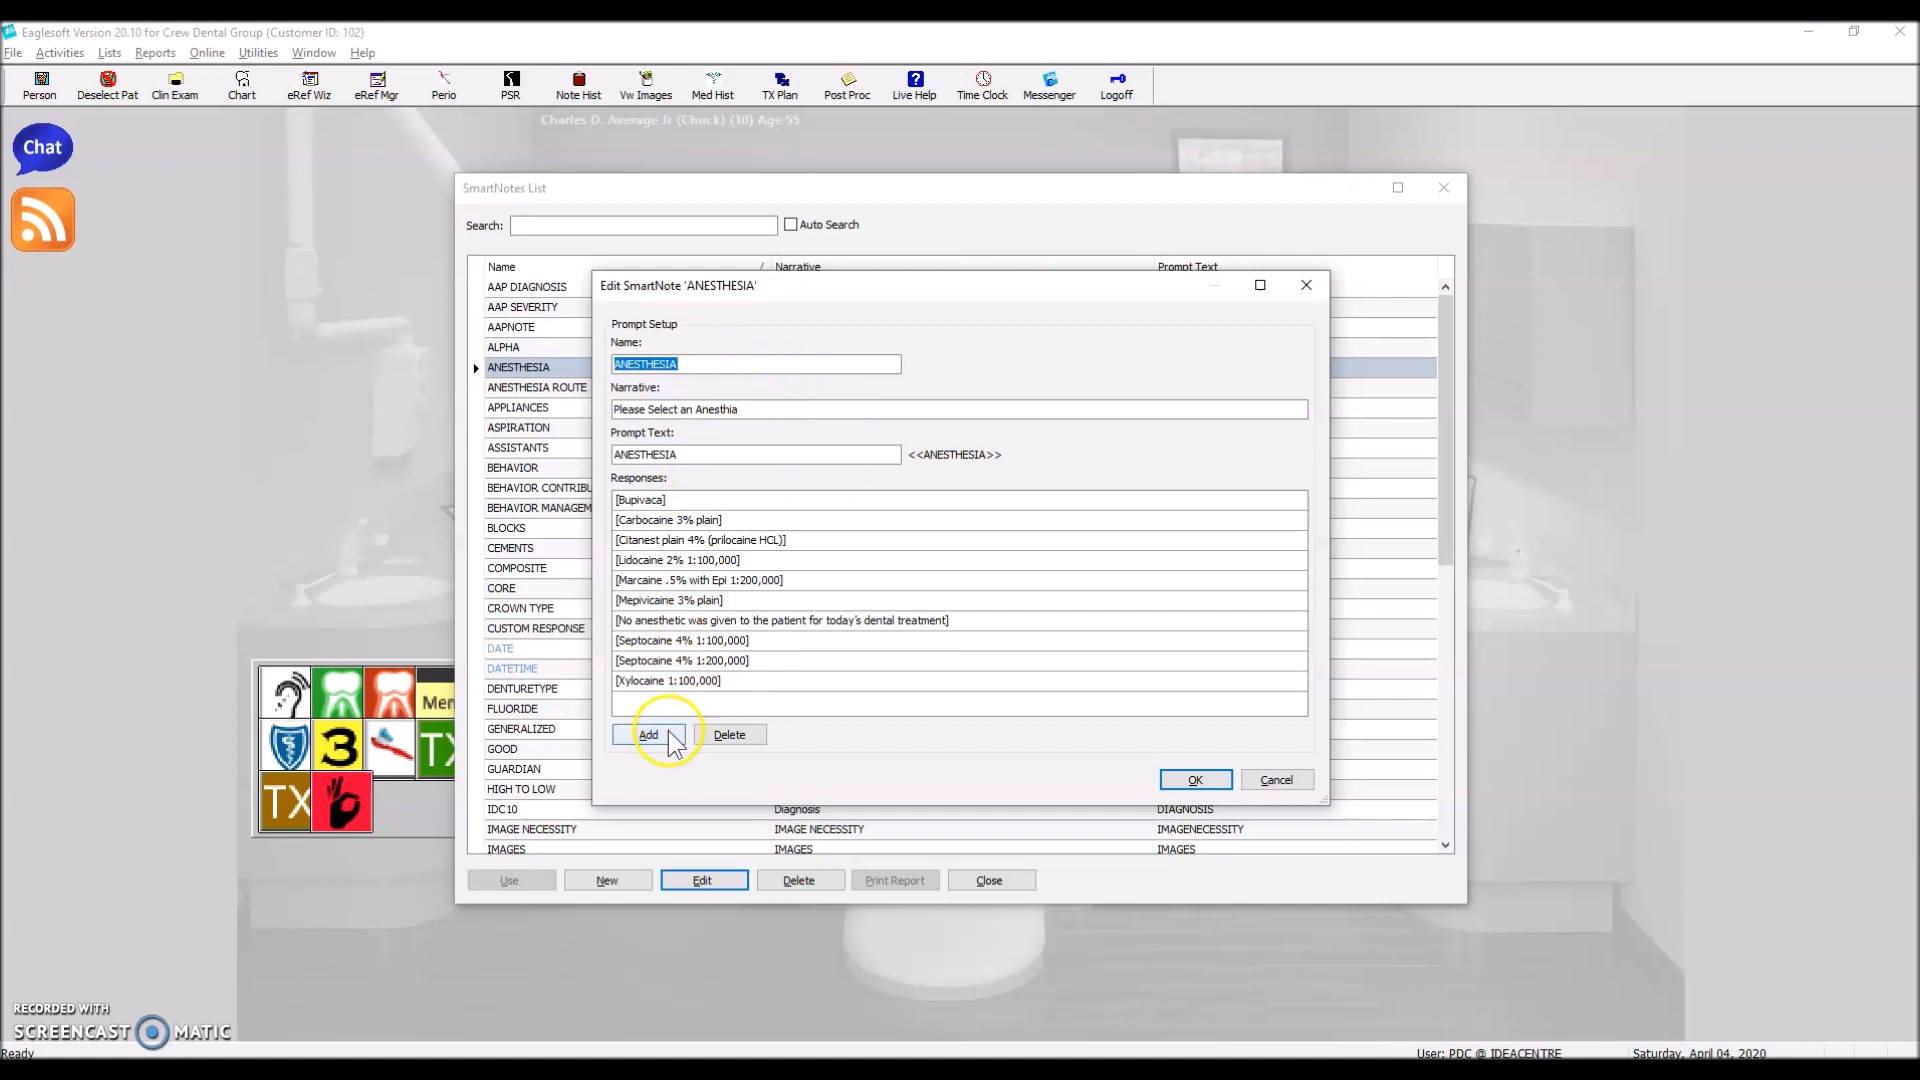 Eaglesoft Version 20.10 for Crew Dental Group (Customer ID: 102)
File Activities Lists Reports Online Utilities Window Help
Person Deselect Pat Clin Exam Chart eRef Wiz eRef Mgr Perio PSR Note Hist Vw Images Med Hist TX Plan Post Proc Live Help Time Clock Messenger Logoff
Charles D. Average Jr (Chuck) (10) Age 55
Chat
SmartNotes List
Search: Auto Search
Name / Narrative Prompt Text
AAP DIAGNOSIS
AAP SEVERITY
AAPNOTE
ALPHA
ANESTHESIA
ANESTHESIA ROUTE
APPLIANCES
ASPIRATION
ASSISTANTS
BEHAVIOR
BEHAVIOR CONTRIBU
BEHAVIOR MANAGEM
BLOCKS
CEMENTS
COMPOSITE
CORE
CROWN TYPE
CUSTOM RESPONSE
DATE
DATETIME
DENTURETYPE
FLUORIDE
GENERALIZED
GOOD
GUARDIAN
HIGH TO LOW
IDC10 Diagnosis DIAGNOSIS
IMAGE NECESSITY IMAGE NECESSITY IMAGENECESSITY
IMAGES IMAGES IMAGES
Edit SmartNote 'ANESTHESIA'
Prompt Setup
Name:
ANESTHESIA
Narrative:
Please Select an Anesthia
Prompt Text:
ANESTHESIA <<ANESTHESIA>>
Responses:
[Bupivaca]
[Carbocaine 3% plain]
[Citanest plain 4% (prilocaine HCL)]
[Lidocaine 2% 1:100,000]
[Marcaine .5% with Epi 1:200,000]
[Mepivicaine 3% plain]
[No anesthetic was given to the patient for today's dental treatment]
[Septocaine 4% 1:100,000]
[Septocaine 4% 1:200,000]
[Xylocaine 1:100,000]
Add Delete
OK Cancel
Use New Edit Delete Print Report Close
Mer
3 TX
TX
RECORDED WITH
SCREENCAST MATIC
Ready User: PDC @ IDEACENTRE Saturday, April 04, 2020